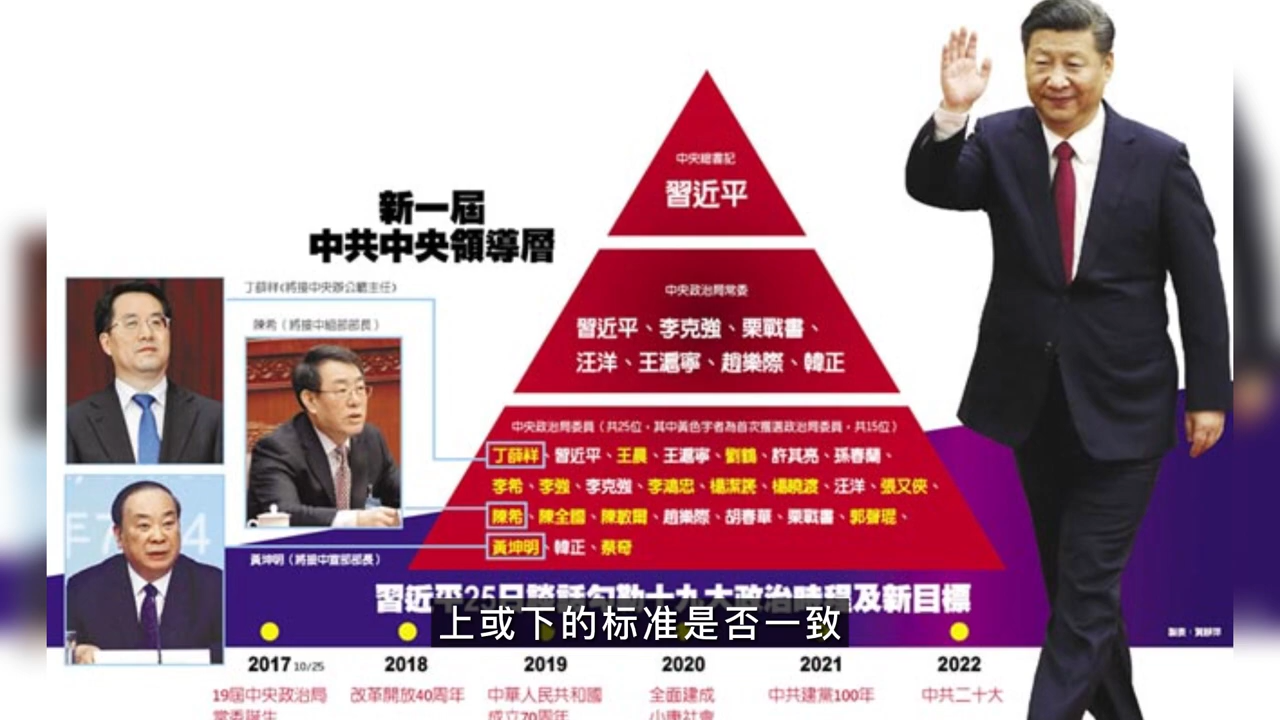 中央總書記
習近平
新一屆
中共中央領導層
丁薛祥(將接中央辦公廳主任)
陳希(將接中組部部長)
黃坤明(將接中宣部部長)
中央政治局常委
習近平、李克強、栗戰書、
汪洋、王滬寧、趙樂際、韓正
中央政治局委員(共25位,其中黃色字者為首次獲選政治局委員,共15位)
丁薛祥、習近平、王晨、王滬寧、劉鶴、許其亮、孫春蘭、
李希、李強、李克強、李鴻忠、楊潔篪、楊曉渡、汪洋、張又俠、
陳希、陳全國、陳敏爾、趙樂際、胡春華、栗戰書、郭聲琨、
黃坤明、韓正、蔡奇
習近平25日談話勾勒十九大政治時程及新目標
上或下的标准是否一致
2017 10/25
19屆中央政治局
常委誕生
2018
改革開放40周年
2019
中華人民共和國
成立70周年
2020
全面建成
小康社會
2021
中共建黨100年
2022
中共二十大